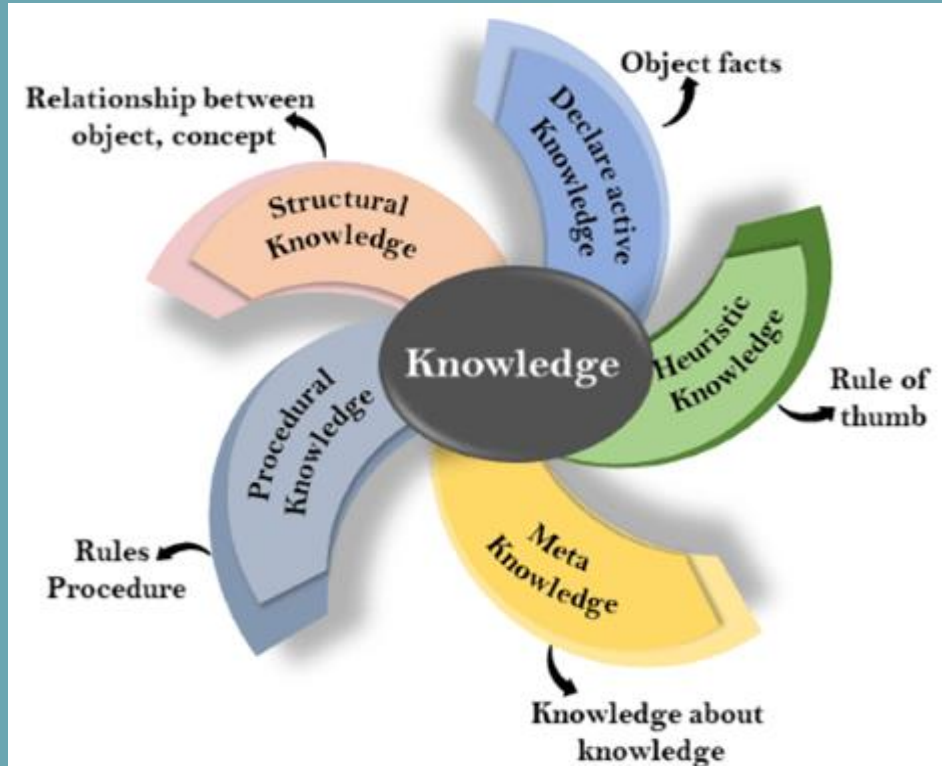 Object facts
Declare active
Knowledge
Relationship between
object, concept
Structural
Knowledge
Knowledge
Heuristic
Knowledge
Rule of
thumb
Procedural
Knowledge
Rules
Procedure
Meta
Knowledge
Knowledge about
knowledge